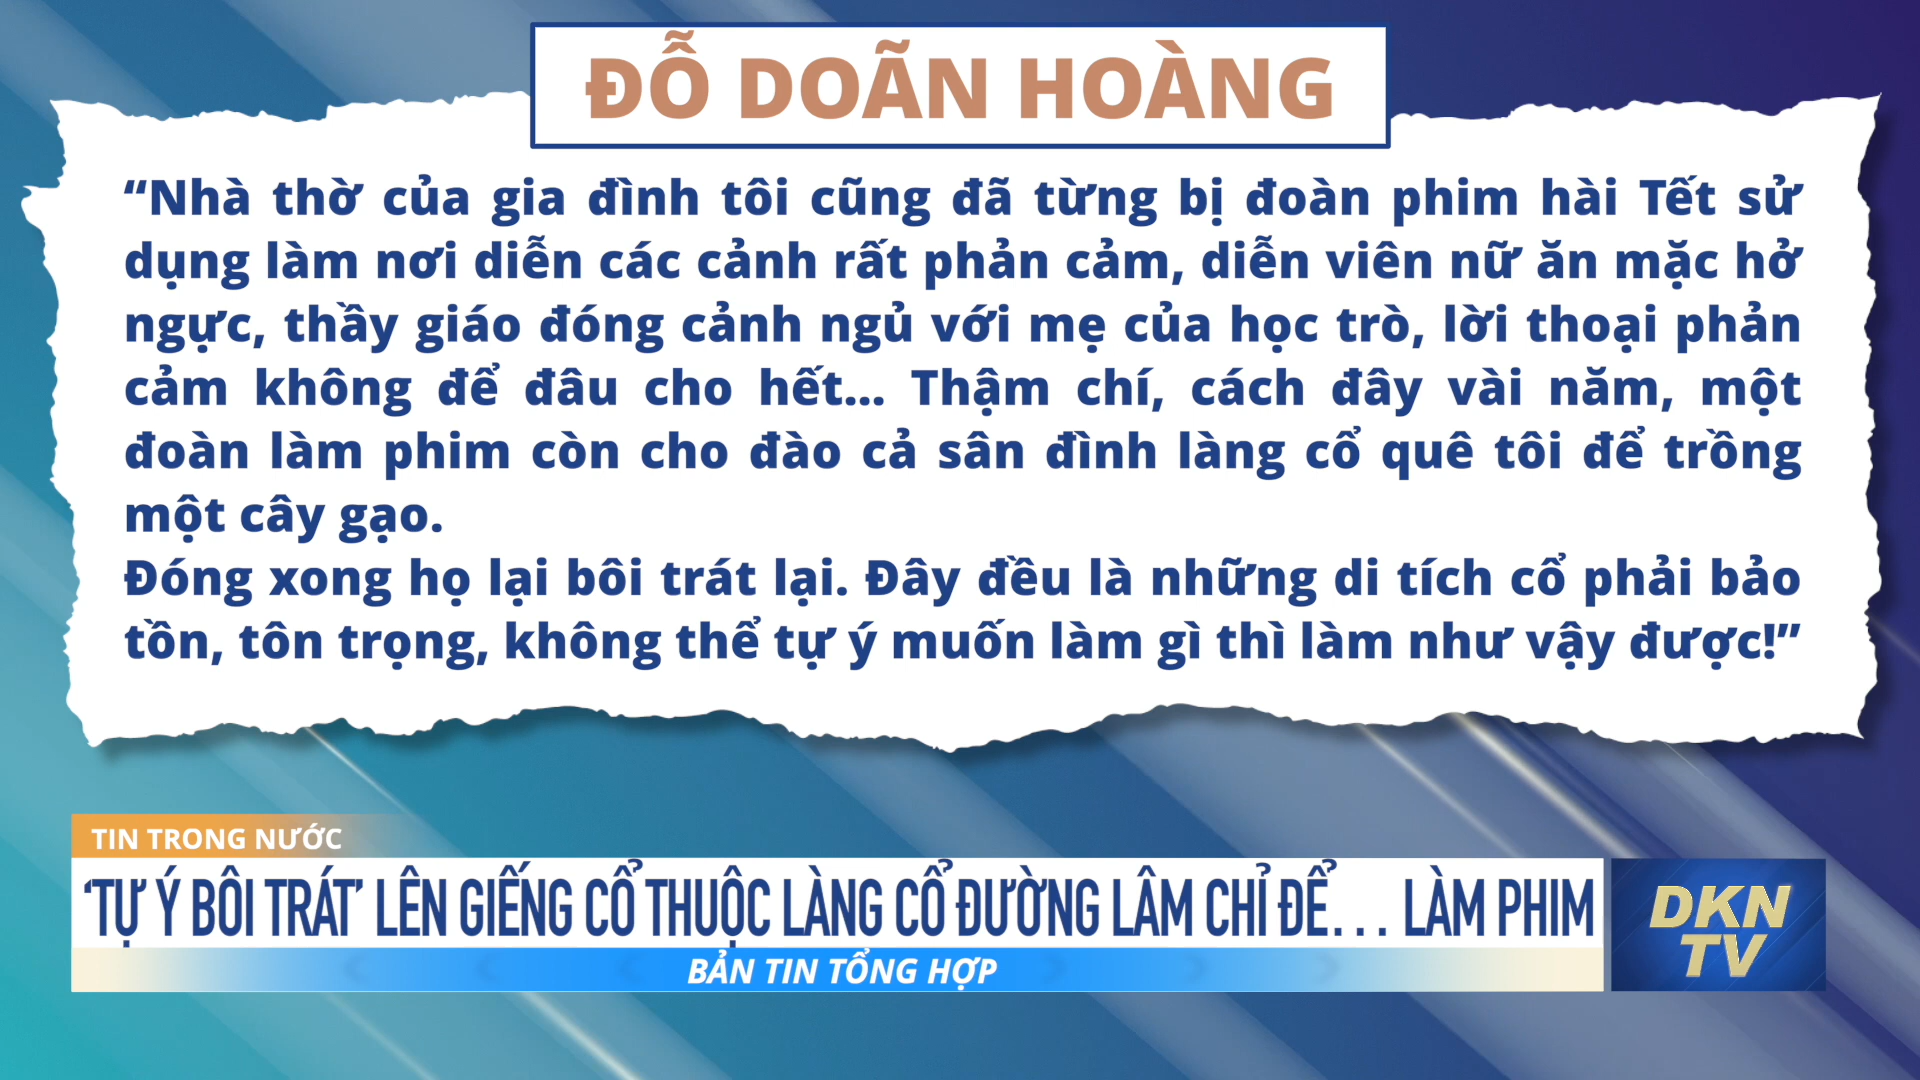 ĐỖ DOÃN HOÀNG
“Nhà thờ của gia đình tôi cũng đã từng bị đoàn phim hài Tết sử
dụng làm nơi diễn các cảnh rất phản cảm, diễn viên nữ ăn mặc hở
ngực, thầy giáo đóng cảnh ngủ với mẹ của học trò, lời thoại phản
cảm không để đâu cho hết... Thậm chí, cách đây vài năm, một
đoàn làm phim còn cho đào cả sân đình làng cổ quê tôi để trồng
một cây gạo.
Đóng xong họ lại bôi trát lại. Đây đều là những di tích cổ phải bảo
tồn, tôn trọng, không thể tự ý muốn làm gì thì làm như vậy được!”
TIN TRONG NƯỚC
‘TỰ Ý BÔI TRÁT’ LÊN GIẾNG CỔ THUỘC LÀNG CỔ ĐƯỜNG LÂM CHỈ ĐỂ... LÀM PHIM
BẢN TIN TỔNG HỢP
DKN
TV